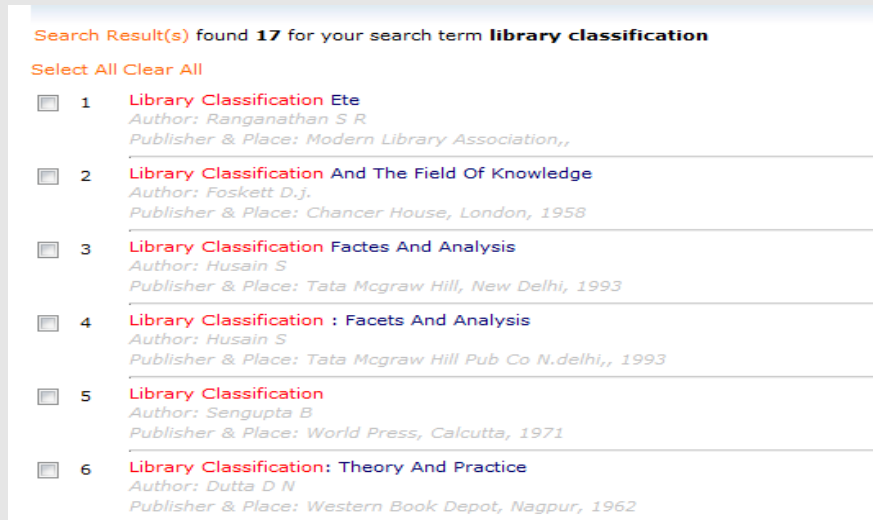 Search Result(s) found 17 for your search term library classification
Select All Clear All
1 Library Classification Ete
Author: Ranganathan S R
Publisher & Place: Modern Library Association,,
2 Library Classification And The Field Of Knowledge
Author: Foskett D.j.
Publisher & Place: Chancer House, London, 1958
3 Library Classification Factes And Analysis
Author: Husain S
Publisher & Place: Tata Mcgraw Hill, New Delhi, 1993
4 Library Classification : Facets And Analysis
Author: Husain S
Publisher & Place: Tata Mcgraw Hill Pub Co N.delhi,, 1993
5 Library Classification
Author: Sengupta B
Publisher & Place: World Press, Calcutta, 1971
6 Library Classification: Theory And Practice
Author: Dutta D N
Publisher & Place: Western Book Depot, Nagpur, 1962